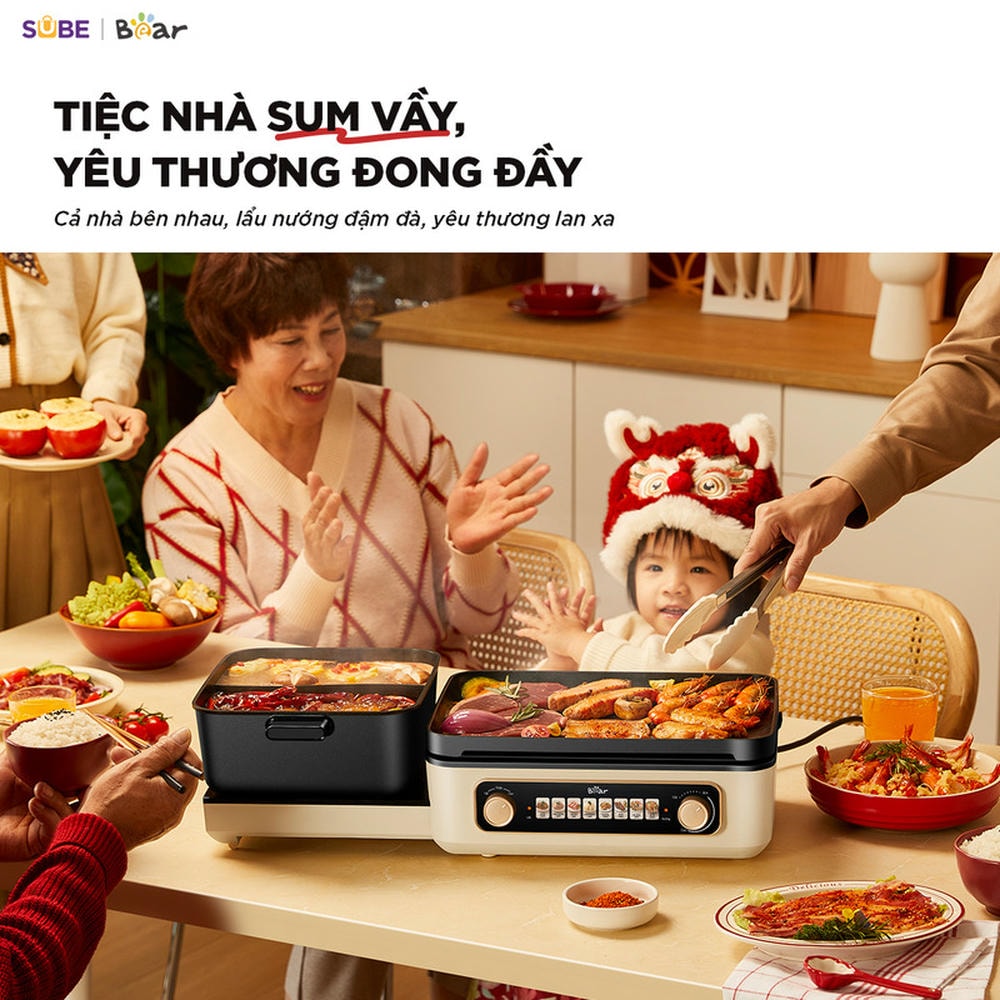 SUBE | Bear
TIỆC NHÀ SUM VẦY,
YÊU THƯƠNG ĐONG ĐẦY
Cả nhà bên nhau, lẩu nướng đậm đà, yêu thương lan xa
Bear
Delicious